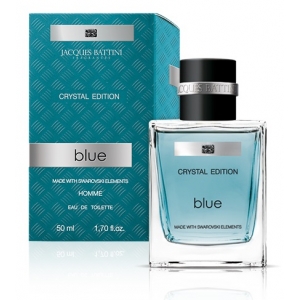 JACQUES BATTINI
CRYSTAL EDITION
blue
MADE WITH SWAROVSKI ELEMENTS
HOMME
EAU DE TOILETTE
50 ml 1,70 fl.oz.
CRYSTAL EDITION
blue
MADE WITH SWAROVSKI ELEMENTS